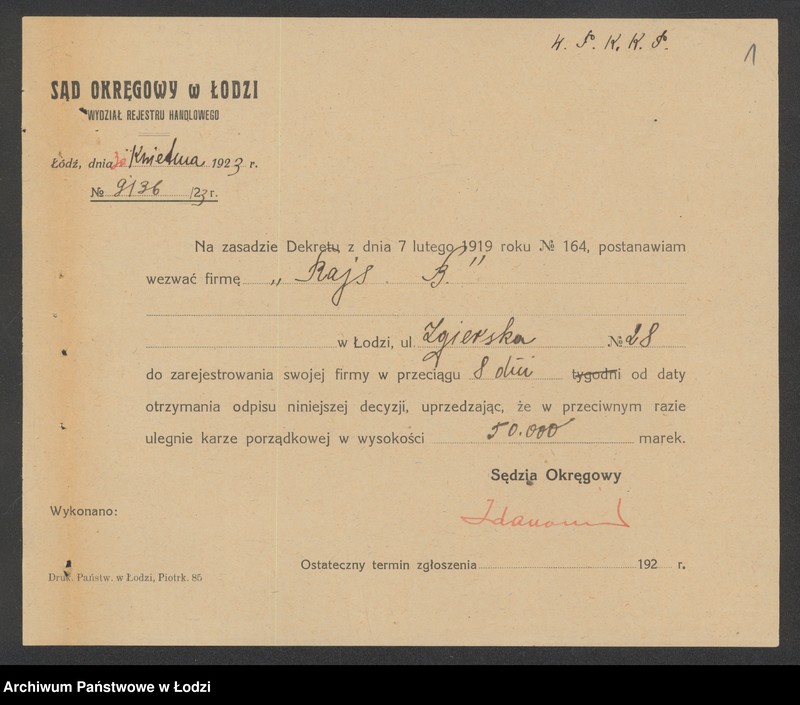 4. P. K. K. P.
1
SĄD OKRĘGOWY w ŁODZI
WYDZIAŁ REJESTRU HANDLOWEGO
Łódź, dnia Kwietnia 1923 r.
№ 9136 /23 r.
Na zasadzie Dekretu z dnia 7 lutego 1919 roku № 164, postanawiam
wezwać firmę „Rajs. B."
w Łodzi, ul. Zgierska № 28
do zarejestrowania swojej firmy w przeciągu 8 dni tygodni od daty
otrzymania odpisu niniejszej decyzji, uprzedzając, że w przeciwnym razie
ulegnie karze porządkowej w wysokości 50.000 marek.
Sędzia Okręgowy
Wykonano:
Ostateczny termin zgłoszenia 192 r.
Druk. Państw. w Łodzi, Piotrk. 85
Archiwum Państwowe w Łodzi